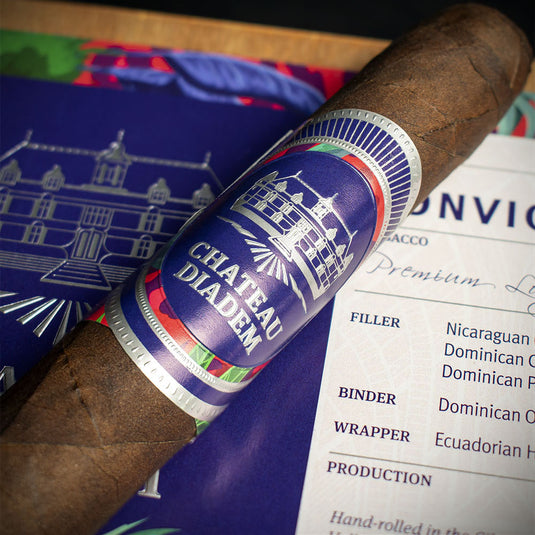 CHATEAU
DIADEM
ONVIC
ACCO
Premium
FILLER
Nicaraguan
Dominican O
Dominican P
BINDER
Dominican O
WRAPPER
Ecuadorian H
PRODUCTION
Hand-rolled in the